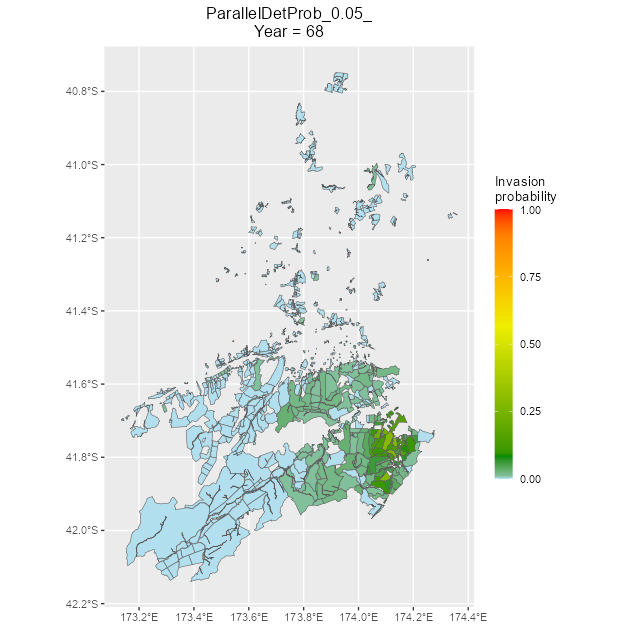 ParallelDetProb_0.05_
Year = 68
40.8°S
41.0°S
41.2°S
41.4°S
41.6°S
41.8°S
42.0°S
42.2°S
173.2°E 173.4°E 173.6°E 173.8°E 174.0°E 174.2°E 174.4°E
Invasion
probability
1.00
0.75
0.50
0.25
0.00